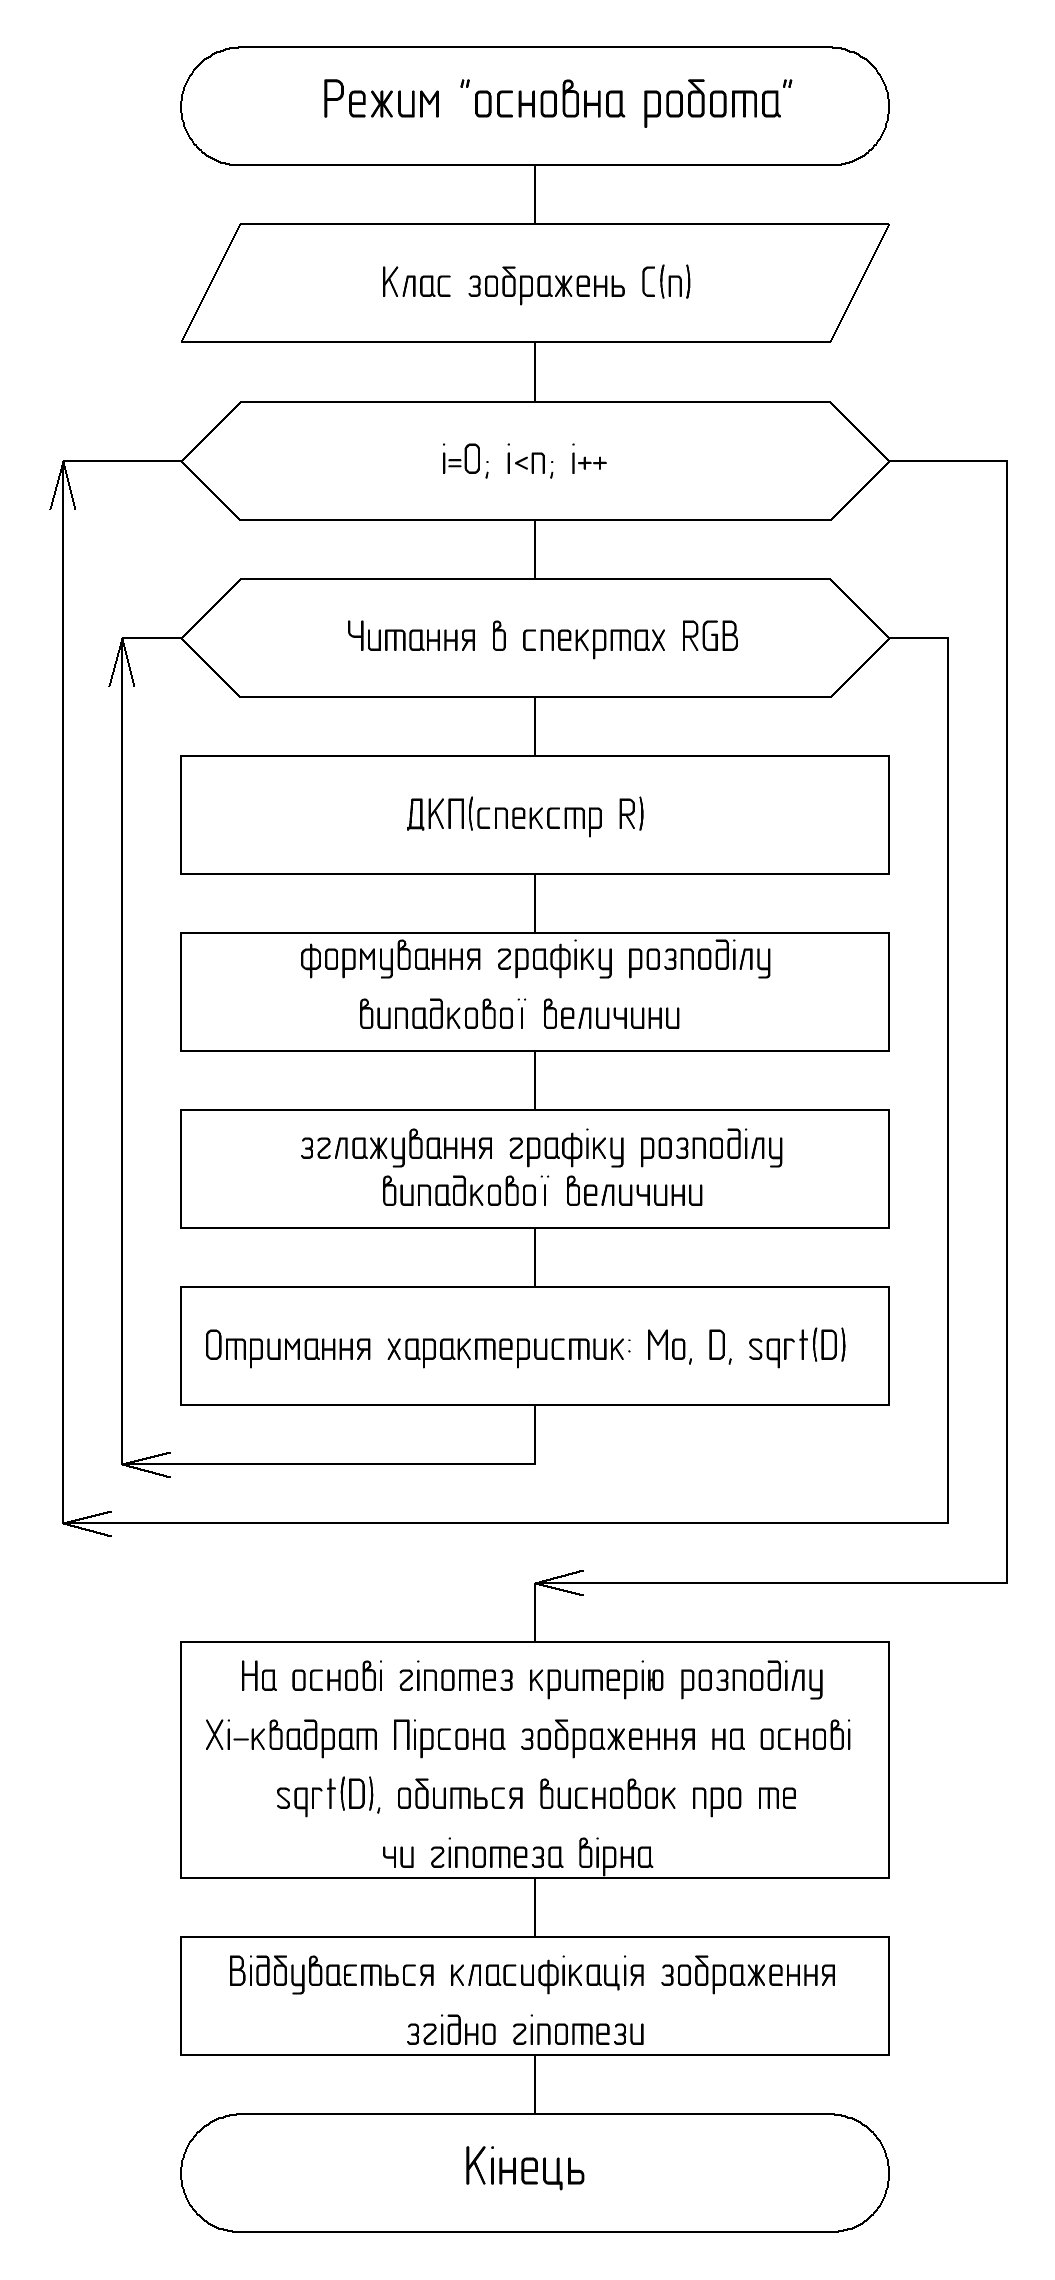 Режим "основна робота"
Клас зображень C(n)
i=0; i<n; i++
Читання в спекртах RGB
ДКП(спекстр R)
формування графіку розподілу
випадкової величини
зглажування графіку розподілу
випадкової величини
Отримання характеристик: Mo, D, sqrt(D)
На основі гіпотез критерію розподілу
Хі-квадрат Пірсона зображення на основі
sqrt(D), обиться висновок про те
чи гіпотеза вірна
Відбувається класифікація зображення
згідно гіпотези
Кінець